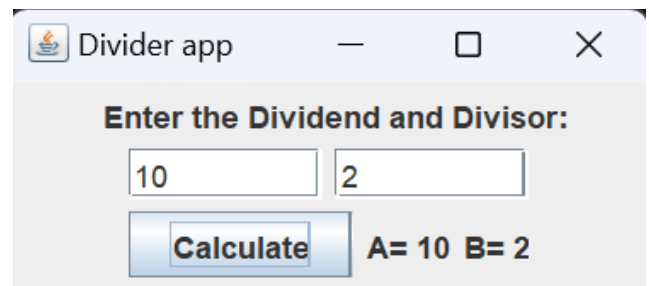 Divider app
Enter the Dividend and Divisor:
10 2
Calculate A= 10 B= 2